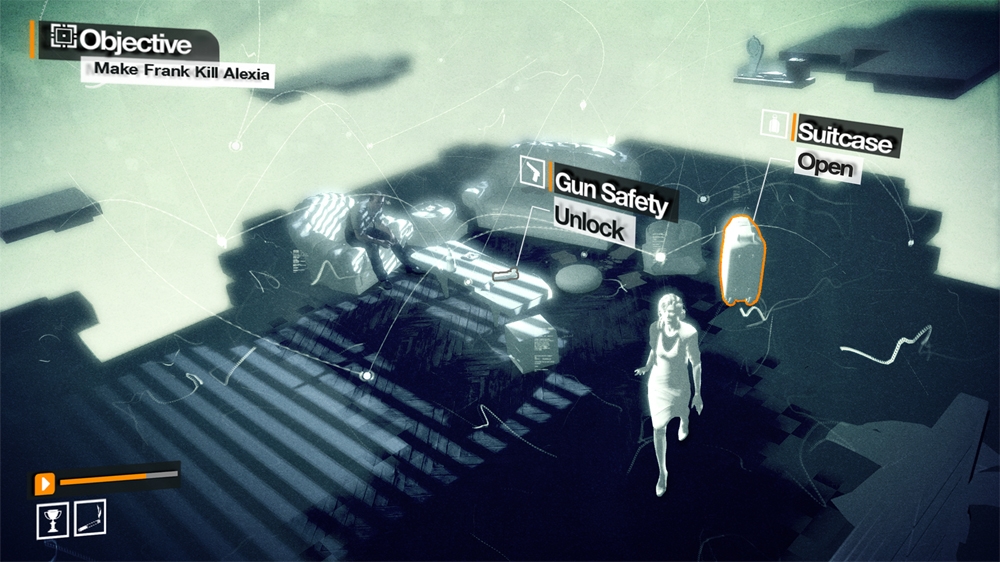 Objective
Make Frank Kill Alexia
Suitcase
Open
Gun Safety
Unlock